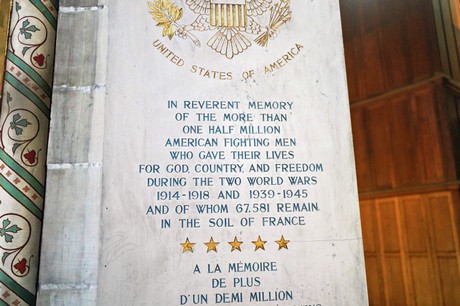 UNITED STATES OF AMERICA
IN REVERENT MEMORY
OF THE MORE THAN
ONE HALF MILLION
AMERICAN FIGHTING MEN
WHO GAVE THEIR LIVES
FOR GOD, COUNTRY, AND FREEDOM
DURING THE TWO WORLD WARS
1914-1918 AND 1939-1945
AND OF WHOM 67.581 REMAIN
IN THE SOIL OF FRANCE
A LA MÉMOIRE
DE PLUS
D'UN DEMI MILLION